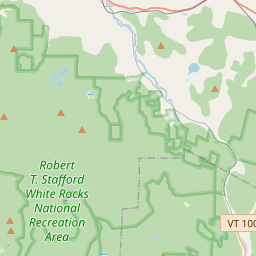 Robert
T. Stafford
White Rocks
National
Recreation
Area
VT 100